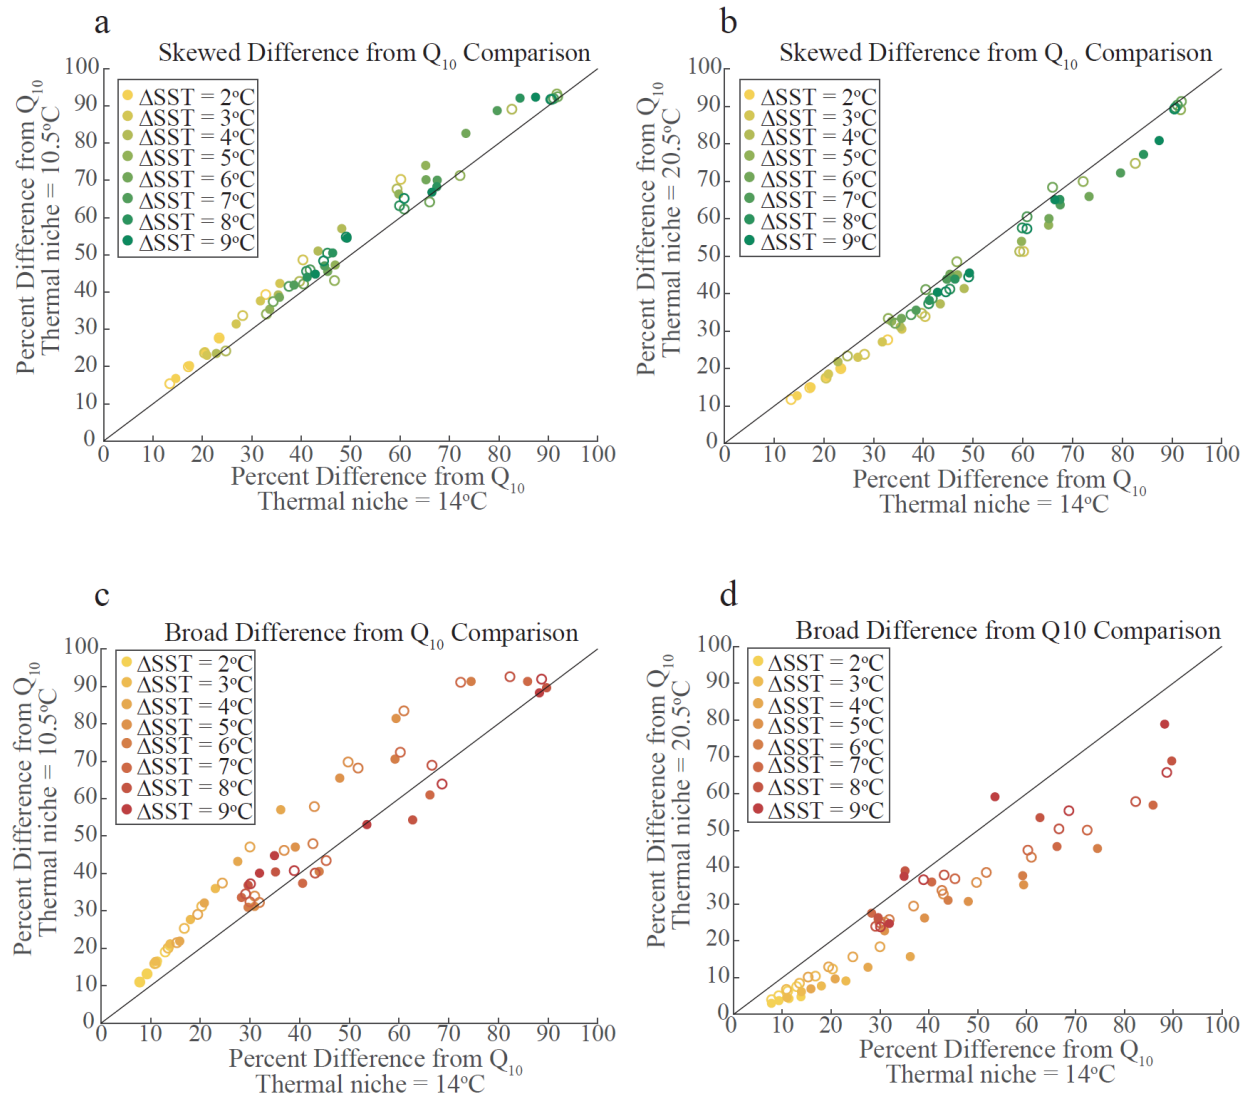 a
Skewed Difference from Q10 Comparison
Percent Difference from Q10
Thermal niche = 10.5°C
100
90
80
70
60
50
40
30
20
10
0
ΔSST = 2°C
ΔSST = 3°C
ΔSST = 4°C
ΔSST = 5°C
ΔSST = 6°C
ΔSST = 7°C
ΔSST = 8°C
ΔSST = 9°C
0 10 20 30 40 50 60 70 80 90 100
Percent Difference from Q10
Thermal niche = 14°C
b
Skewed Difference from Q10 Comparison
Percent Difference from Q10
Thermal niche = 20.5°C
100
90
80
70
60
50
40
30
20
10
0
ΔSST = 2°C
ΔSST = 3°C
ΔSST = 4°C
ΔSST = 5°C
ΔSST = 6°C
ΔSST = 7°C
ΔSST = 8°C
ΔSST = 9°C
0 10 20 30 40 50 60 70 80 90 100
Percent Difference from Q10
Thermal niche = 14°C
c
Broad Difference from Q10 Comparison
Percent Difference from Q10
Thermal niche = 10.5°C
100
90
80
70
60
50
40
30
20
10
0
ΔSST = 2°C
ΔSST = 3°C
ΔSST = 4°C
ΔSST = 5°C
ΔSST = 6°C
ΔSST = 7°C
ΔSST = 8°C
ΔSST = 9°C
0 10 20 30 40 50 60 70 80 90 100
Percent Difference from Q10
Thermal niche = 14°C
d
Broad Difference from Q10 Comparison
Percent Difference from Q10
Thermal niche = 20.5°C
100
90
80
70
60
50
40
30
20
10
0
ΔSST = 2°C
ΔSST = 3°C
ΔSST = 4°C
ΔSST = 5°C
ΔSST = 6°C
ΔSST = 7°C
ΔSST = 8°C
ΔSST = 9°C
0 10 20 30 40 50 60 70 80 90 100
Percent Difference from Q10
Thermal niche = 14°C